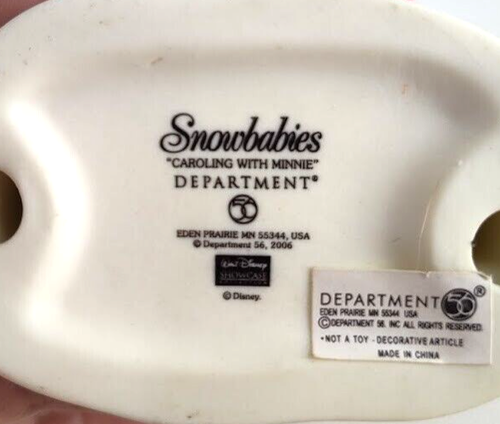 Snowbabies
"CAROLING WITH MINNIE"
DEPARTMENT®
56
EDEN PRAIRIE MN 55344, USA
© Department 56, 2006
Walt Disney
SHOWCASE
COLLECTION
© Disney.
DEPARTMENT 56®
EDEN PRAIRIE MN 55344 USA
©DEPARTMENT 56. INC ALL RIGHTS RESERVED.
•NOT A TOY - DECORATIVE ARTICLE
MADE IN CHINA